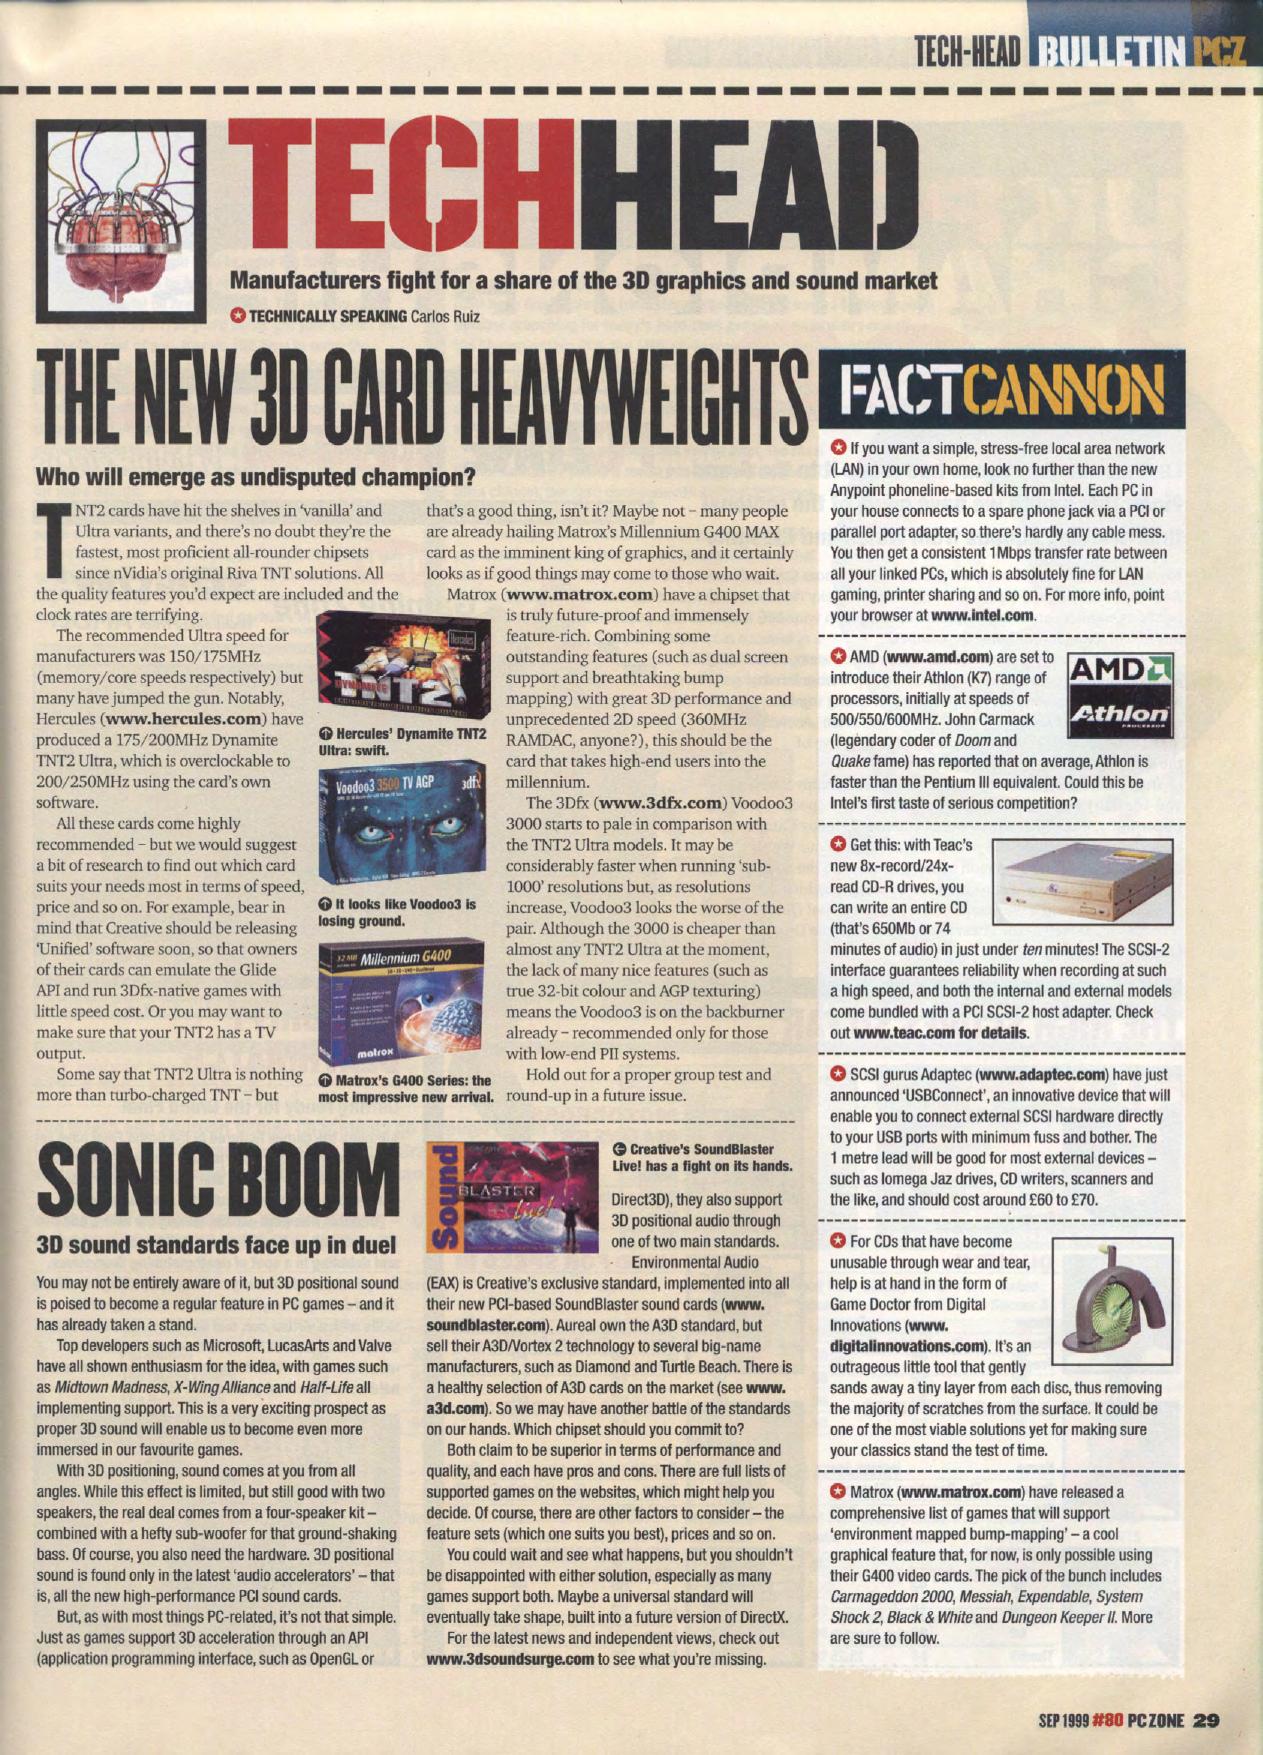 TECH-HEAD BULLETIN PCZ
TECHHEAD
Manufacturers fight for a share of the 3D graphics and sound market
TECHNICALLY SPEAKING Carlos Ruiz
THE NEW 3D CARD HEAVYWEIGHTS
Who will emerge as undisputed champion?
TNT2 cards have hit the shelves in 'vanilla' and
Ultra variants, and there's no doubt they're the
fastest, most proficient all-rounder chipsets
since nVidia's original Riva TNT solutions. All
the quality features you'd expect are included and the
clock rates are terrifying.
The recommended Ultra speed for
manufacturers was 150/175MHz
(memory/core speeds respectively) but
many have jumped the gun. Notably,
Hercules (www.hercules.com) have
produced a 175/200MHz Dynamite
TNT2 Ultra, which is overclockable to
200/250MHz using the card's own
software.
All these cards come highly
recommended – but we would suggest
a bit of research to find out which card
suits your needs most in terms of speed,
price and so on. For example, bear in
mind that Creative should be releasing
'Unified' software soon, so that owners
of their cards can emulate the Glide
API and run 3Dfx-native games with
little speed cost. Or you may want to
make sure that your TNT2 has a TV
output.
Some say that TNT2 Ultra is nothing
more than turbo-charged TNT – but
Hercules
DYNAMITE
TNT2
Hercules' Dynamite TNT2
Ultra: swift.
Voodoo3 3500 TV AGP
3dfx
It looks like Voodoo3 is
losing ground.
32 MB Millennium G400
matrox
Matrox's G400 Series: the
most impressive new arrival.
that's a good thing, isn't it? Maybe not – many people
are already hailing Matrox's Millennium G400 MAX
card as the imminent king of graphics, and it certainly
looks as if good things may come to those who wait.
Matrox (www.matrox.com) have a chipset that
is truly future-proof and immensely
feature-rich. Combining some
outstanding features (such as dual screen
support and breathtaking bump
mapping) with great 3D performance and
unprecedented 2D speed (360MHz
RAMDAC, anyone?), this should be the
card that takes high-end users into the
millennium.
The 3Dfx (www.3dfx.com) Voodoo3
3000 starts to pale in comparison with
the TNT2 Ultra models. It may be
considerably faster when running 'sub-
1000' resolutions but, as resolutions
increase, Voodoo3 looks the worse of the
pair. Although the 3000 is cheaper than
almost any TNT2 Ultra at the moment,
the lack of many nice features (such as
true 32-bit colour and AGP texturing)
means the Voodoo3 is on the backburner
already – recommended only for those
with low-end PII systems.
Hold out for a proper group test and
round-up in a future issue.
SONIC BOOM
3D sound standards face up in duel
You may not be entirely aware of it, but 3D positional sound
is poised to become a regular feature in PC games – and it
has already taken a stand.
Top developers such as Microsoft, LucasArts and Valve
have all shown enthusiasm for the idea, with games such
as Midtown Madness, X-Wing Alliance and Half-Life all
implementing support. This is a very exciting prospect as
proper 3D sound will enable us to become even more
immersed in our favourite games.
With 3D positioning, sound comes at you from all
angles. While this effect is limited, but still good with two
speakers, the real deal comes from a four-speaker kit –
combined with a hefty sub-woofer for that ground-shaking
bass. Of course, you also need the hardware. 3D positional
sound is found only in the latest 'audio accelerators' – that
is, all the new high-performance PCI sound cards.
But, as with most things PC-related, it's not that simple.
Just as games support 3D acceleration through an API
(application programming interface, such as OpenGL or
Sound
BLASTER
Live!
Creative's SoundBlaster
Live! has a fight on its hands.
Direct3D), they also support
3D positional audio through
one of two main standards.
Environmental Audio
(EAX) is Creative's exclusive standard, implemented into all
their new PCI-based SoundBlaster sound cards (www.
soundblaster.com). Aureal own the A3D standard, but
sell their A3D/Vortex 2 technology to several big-name
manufacturers, such as Diamond and Turtle Beach. There is
a healthy selection of A3D cards on the market (see www.
a3d.com). So we may have another battle of the standards
on our hands. Which chipset should you commit to?
Both claim to be superior in terms of performance and
quality, and each have pros and cons. There are full lists of
supported games on the websites, which might help you
decide. Of course, there are other factors to consider – the
feature sets (which one suits you best), prices and so on.
You could wait and see what happens, but you shouldn't
be disappointed with either solution, especially as many
games support both. Maybe a universal standard will
eventually take shape, built into a future version of DirectX.
For the latest news and independent views, check out
www.3dsoundsurge.com to see what you're missing.
FACTCANNON
If you want a simple, stress-free local area network
(LAN) in your own home, look no further than the new
Anypoint phoneline-based kits from Intel. Each PC in
your house connects to a spare phone jack via a PCI or
parallel port adapter, so there's hardly any cable mess.
You then get a consistent 1Mbps transfer rate between
all your linked PCs, which is absolutely fine for LAN
gaming, printer sharing and so on. For more info, point
your browser at www.intel.com.
AMD (www.amd.com) are set to
introduce their Athlon (K7) range of
processors, initially at speeds of
500/550/600MHz. John Carmack
(legendary coder of Doom and
Quake fame) has reported that on average, Athlon is
faster than the Pentium III equivalent. Could this be
Intel's first taste of serious competition?
AMD
Athlon
PROCESSOR
Get this: with Teac's
new 8x-record/24x-
read CD-R drives, you
can write an entire CD
(that's 650Mb or 74
minutes of audio) in just under ten minutes! The SCSI-2
interface guarantees reliability when recording at such
a high speed, and both the internal and external models
come bundled with a PCI SCSI-2 host adapter. Check
out www.teac.com for details.
SCSI gurus Adaptec (www.adaptec.com) have just
announced 'USBConnect', an innovative device that will
enable you to connect external SCSI hardware directly
to your USB ports with minimum fuss and bother. The
1 metre lead will be good for most external devices –
such as Iomega Jaz drives, CD writers, scanners and
the like, and should cost around £60 to £70.
For CDs that have become
unusable through wear and tear,
help is at hand in the form of
Game Doctor from Digital
Innovations (www.
digitalinnovations.com). It's an
outrageous little tool that gently
sands away a tiny layer from each disc, thus removing
the majority of scratches from the surface. It could be
one of the most viable solutions yet for making sure
your classics stand the test of time.
Matrox (www.matrox.com) have released a
comprehensive list of games that will support
'environment mapped bump-mapping' – a cool
graphical feature that, for now, is only possible using
their G400 video cards. The pick of the bunch includes
Carmageddon 2000, Messiah, Expendable, System
Shock 2, Black & White and Dungeon Keeper II. More
are sure to follow.
SEP 1999 #80 PC ZONE 29